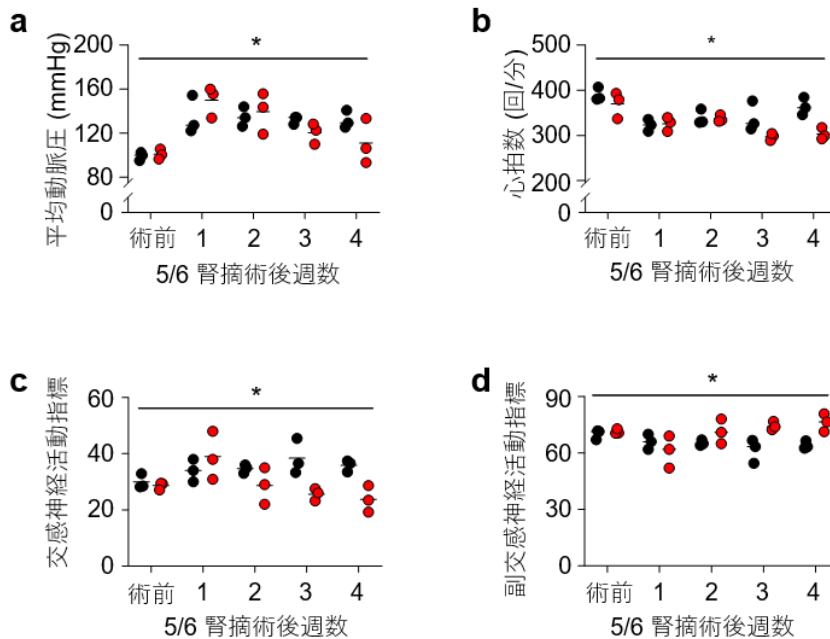 a
平均動脈圧 (mmHg)
200
160
120
80
0
*
術前 1 2 3 4
5/6 腎摘術後週数
b
心拍数 (回/分)
500
400
300
200
0
*
術前 1 2 3 4
5/6 腎摘術後週数
c
交感神経活動指標
60
40
20
0
*
術前 1 2 3 4
5/6 腎摘術後週数
d
副交感神経活動指標
90
60
30
0
*
術前 1 2 3 4
5/6 腎摘術後週数